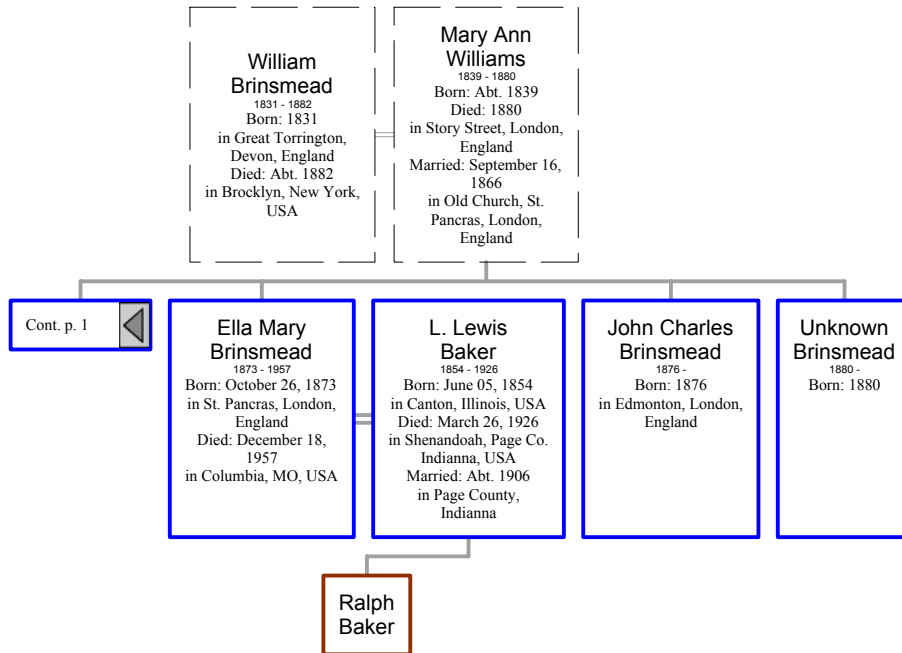 William
Brinsmead
1831 - 1882
Born: 1831
in Great Torrington,
Devon, England
Died: Abt. 1882
in Brocklyn, New York,
USA
Mary Ann
Williams
1839 - 1880
Born: Abt. 1839
Died: 1880
in Story Street, London,
England
Married: September 16,
1866
in Old Church, St.
Pancras, London,
England
Cont. p. 1
Ella Mary
Brinsmead
1873 - 1957
Born: October 26, 1873
in St. Pancras, London,
England
Died: December 18,
1957
in Columbia, MO, USA
L. Lewis
Baker
1854 - 1926
Born: June 05, 1854
in Canton, Illinois, USA
Died: March 26, 1926
in Shenandoah, Page Co.
Indianna, USA
Married: Abt. 1906
in Page County,
Indianna
John Charles
Brinsmead
1876 -
Born: 1876
in Edmonton, London,
England
Unknown
Brinsmead
1880 -
Born: 1880
Ralph
Baker